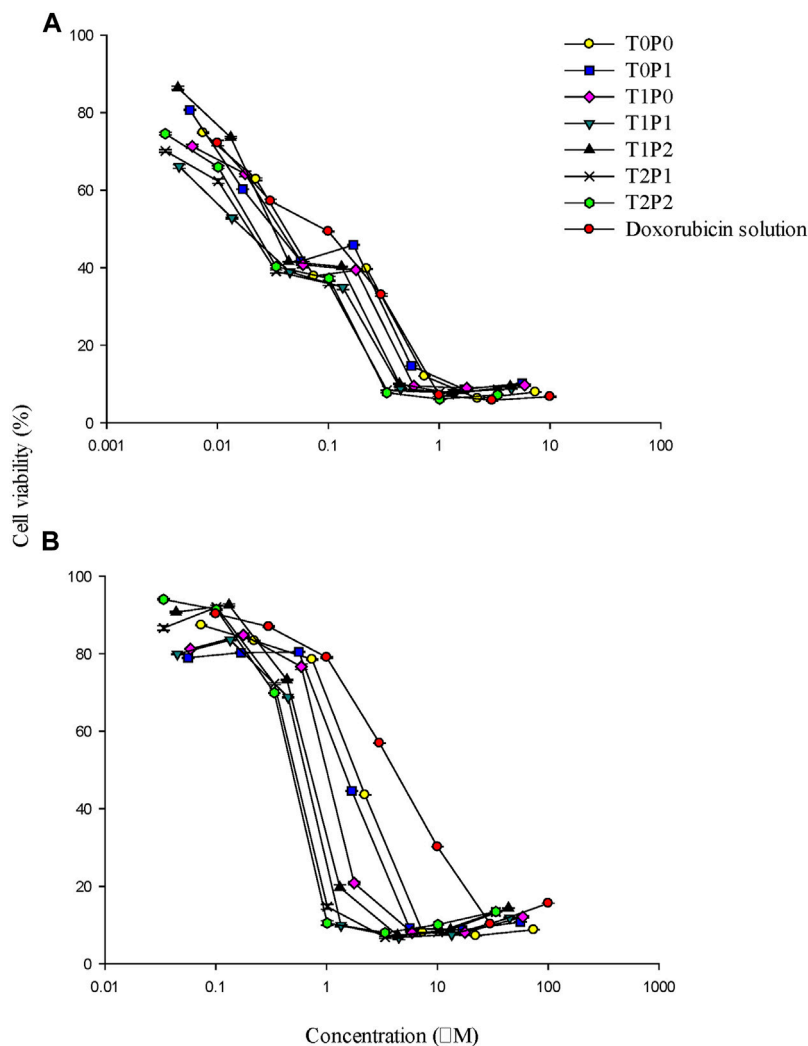 A
100
80
60
40
20
0
0.001 0.01 0.1 1 10 100
T0P0
T0P1
T1P0
T1P1
T1P2
T2P1
T2P2
Doxorubicin solution
Cell viability (%)
B
100
80
60
40
20
0
0.01 0.1 1 10 100 1000
Concentration (□M)